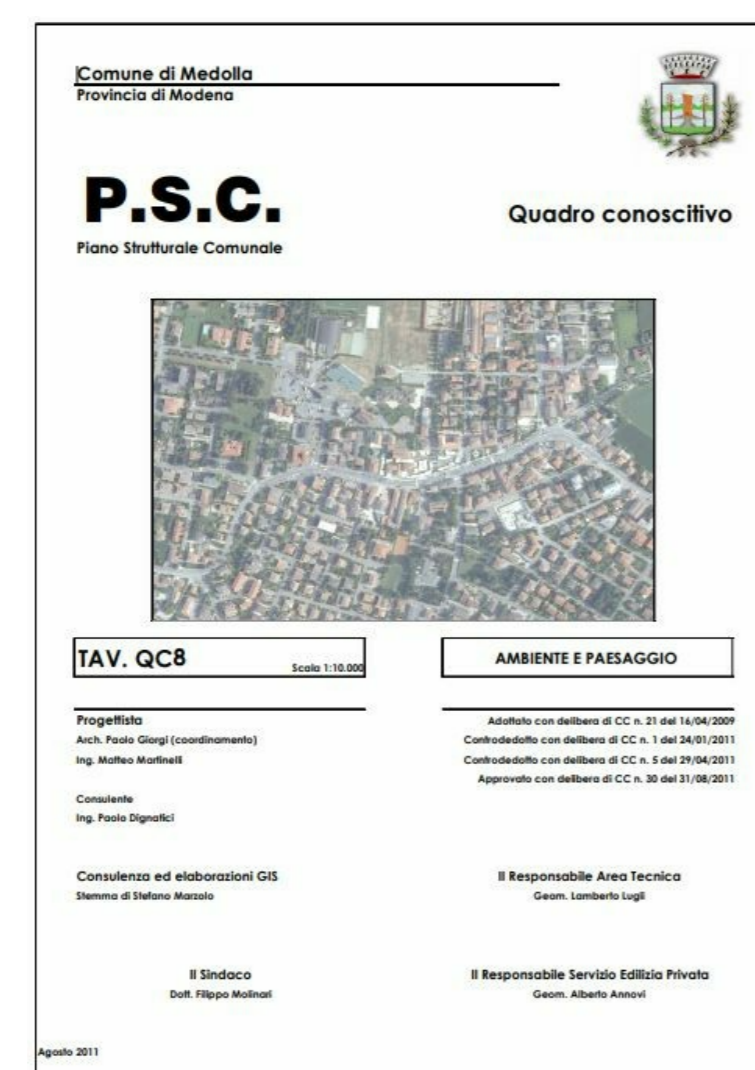 Comune di Medolla
Provincia di Modena
P.S.C.
Quadro conoscitivo
Piano Strutturale Comunale
TAV. QC8
Scala 1:10.000
AMBIENTE E PAESAGGIO
Progettista
Arch. Paolo Giorgi (coordinamento)
Ing. Matteo Martinelli
Consulente
Ing. Paolo Dignatici
Adottato con delibera di CC n. 21 del 16/04/2009
Controdedotto con delibera di CC n. 1 del 24/01/2011
Controdedotto con delibera di CC n. 5 del 29/04/2011
Approvato con delibera di CC n. 30 del 31/08/2011
Consulenza ed elaborazioni GIS
Stemma di Stefano Marzolo
Il Responsabile Area Tecnica
Geom. Lamberto Lugli
Il Sindaco
Dott. Filippo Molinari
Il Responsabile Servizio Edilizia Privata
Geom. Alberto Annovi
Agosto 2011